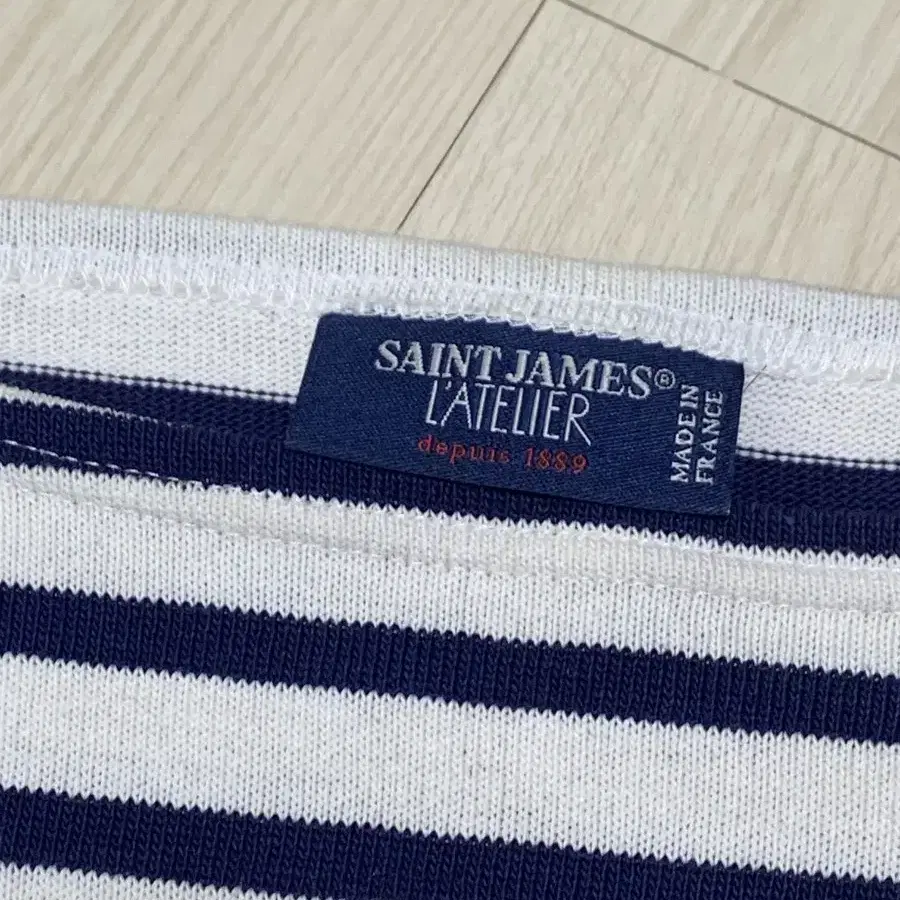 SAINT JAMES®
L'ATELIER
depuis 1889
MADE IN
FRANCE